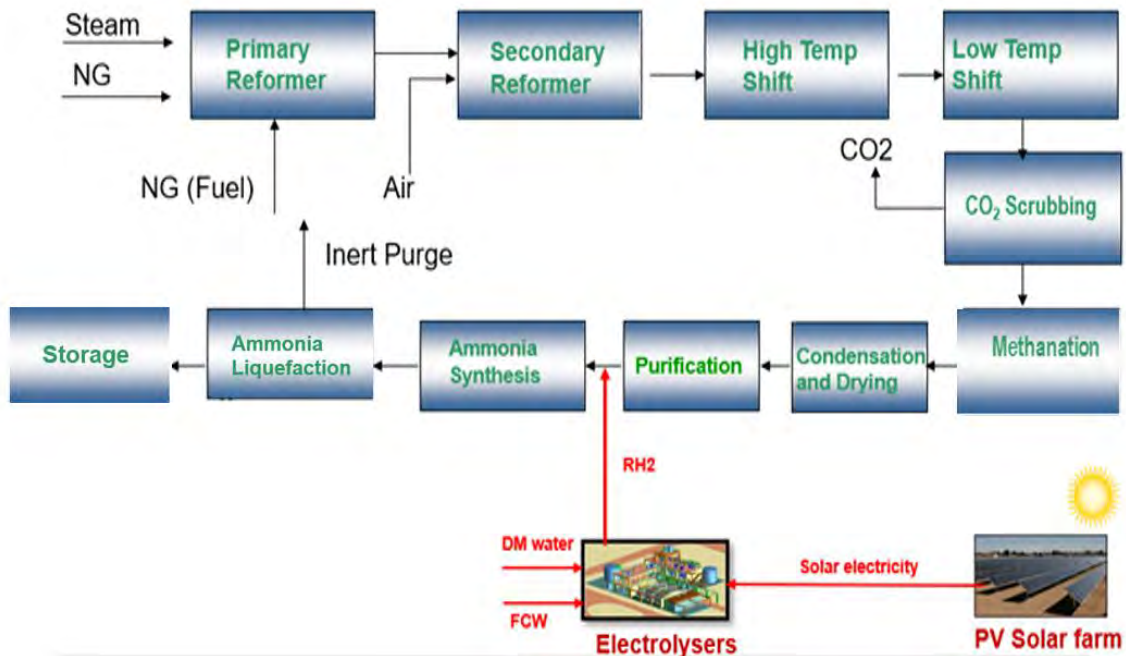 Steam
NG
Primary
Reformer
Secondary
Reformer
High Temp
Shift
Low Temp
Shift
NG (Fuel)
Air
CO2
CO₂ Scrubbing
Inert Purge
Storage
Ammonia
Liquefaction
Ammonia
Synthesis
Purification
Condensation
and Drying
Methanation
RH2
DM water
FCW
Electrolysers
Solar electricity
PV Solar farm